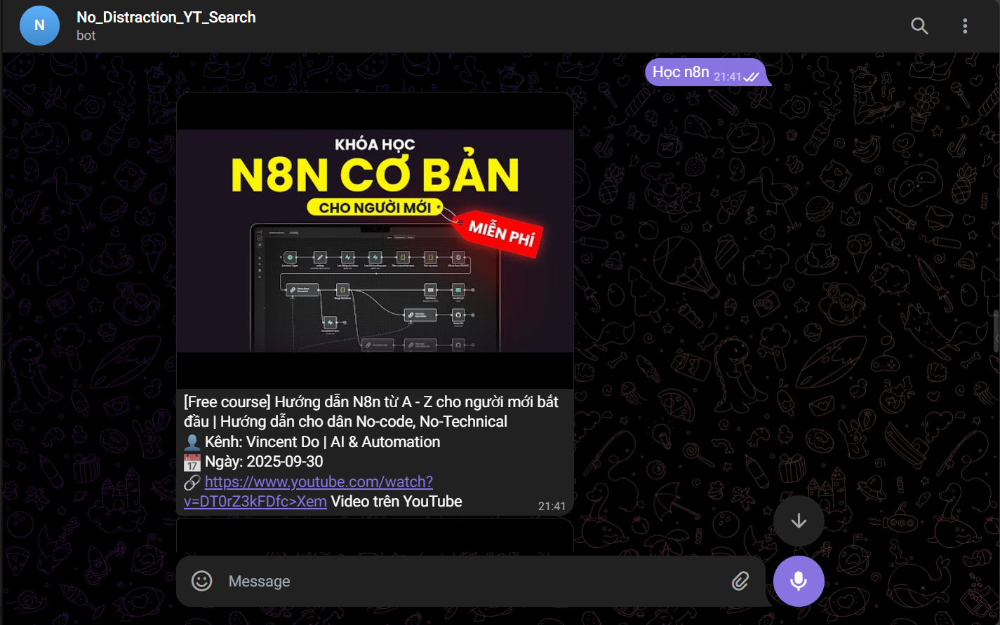 N
No_Distraction_YT_Search
bot
Học n8n 21:41
KHÓA HỌC
N8N CƠ BẢN
CHO NGƯỜI MỚI
MIỄN PHÍ
[Free course] Hướng dẫn N8n từ A - Z cho người mới bắt
đầu | Hướng dẫn cho dân No-code, No-Technical
👤 Kênh: Vincent Do | AI & Automation
📅 Ngày: 2025-09-30
🔗 https://www.youtube.com/watch?
v=DT0rZ3kFDfc>Xem Video trên YouTube
21:41
Message